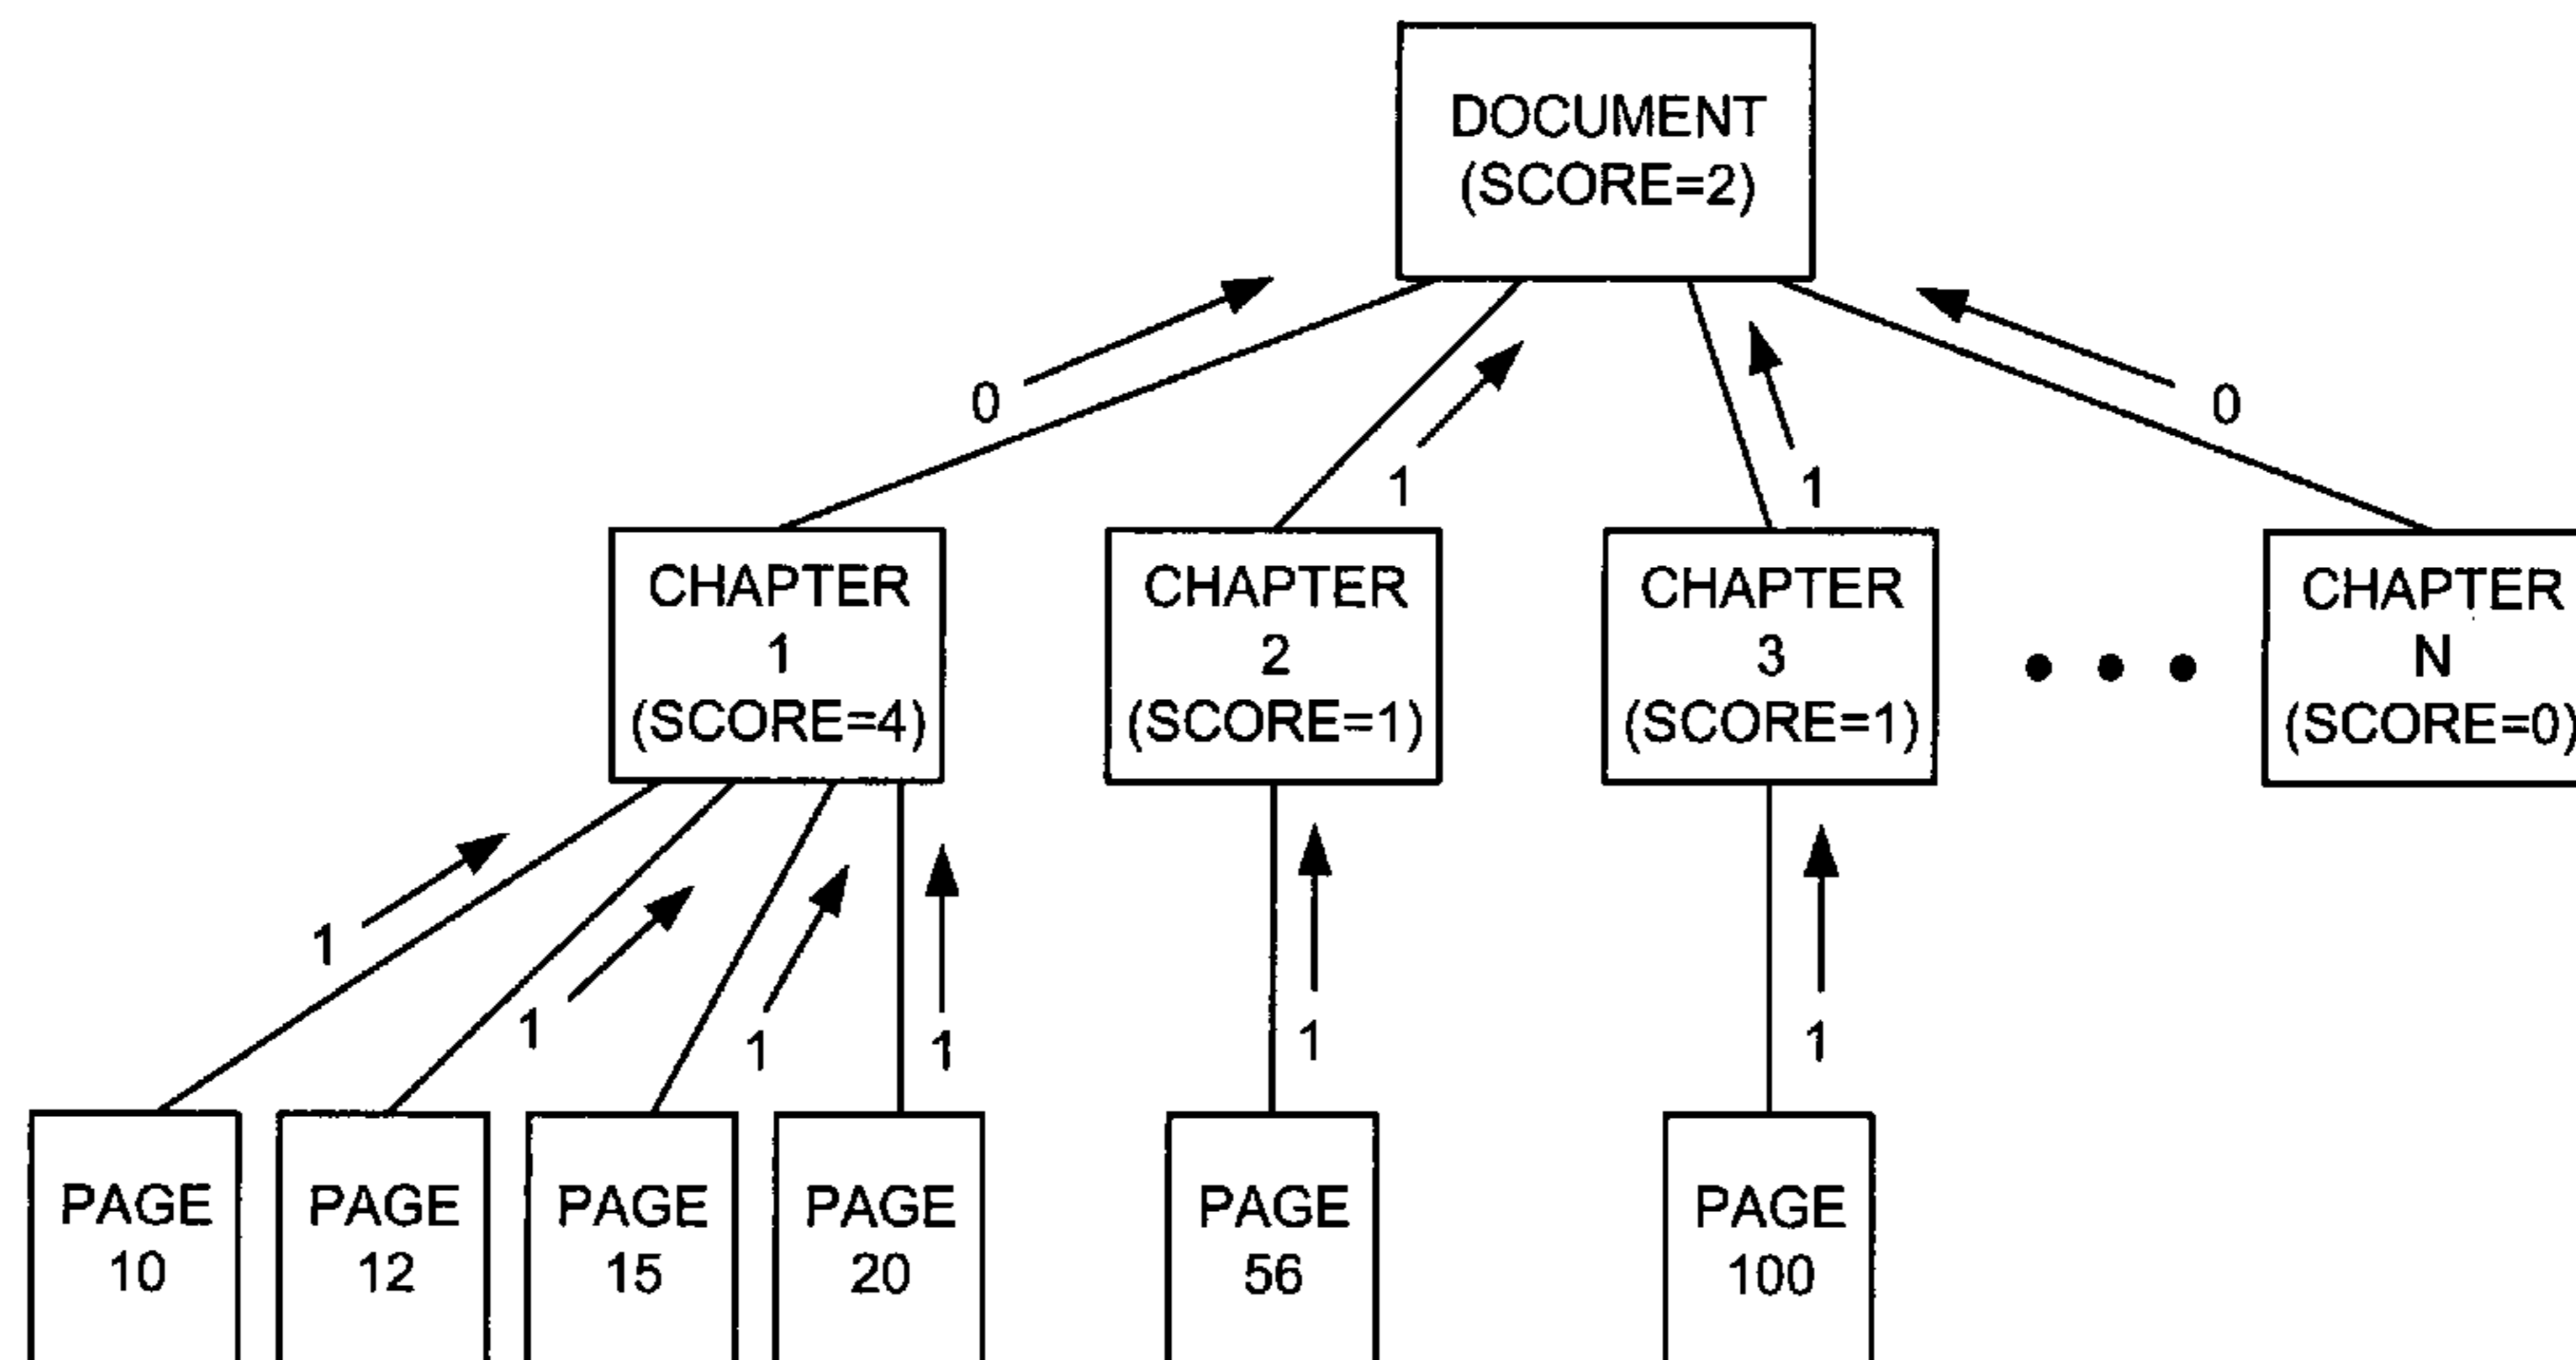 DOCUMENT
(SCORE=2)
0
0
1
1
CHAPTER
1
(SCORE=4)
CHAPTER
2
(SCORE=1)
CHAPTER
3
(SCORE=1)
CHAPTER
N
(SCORE=0)
1
1
1
1
1
1
PAGE
10
PAGE
12
PAGE
15
PAGE
20
PAGE
56
PAGE
100